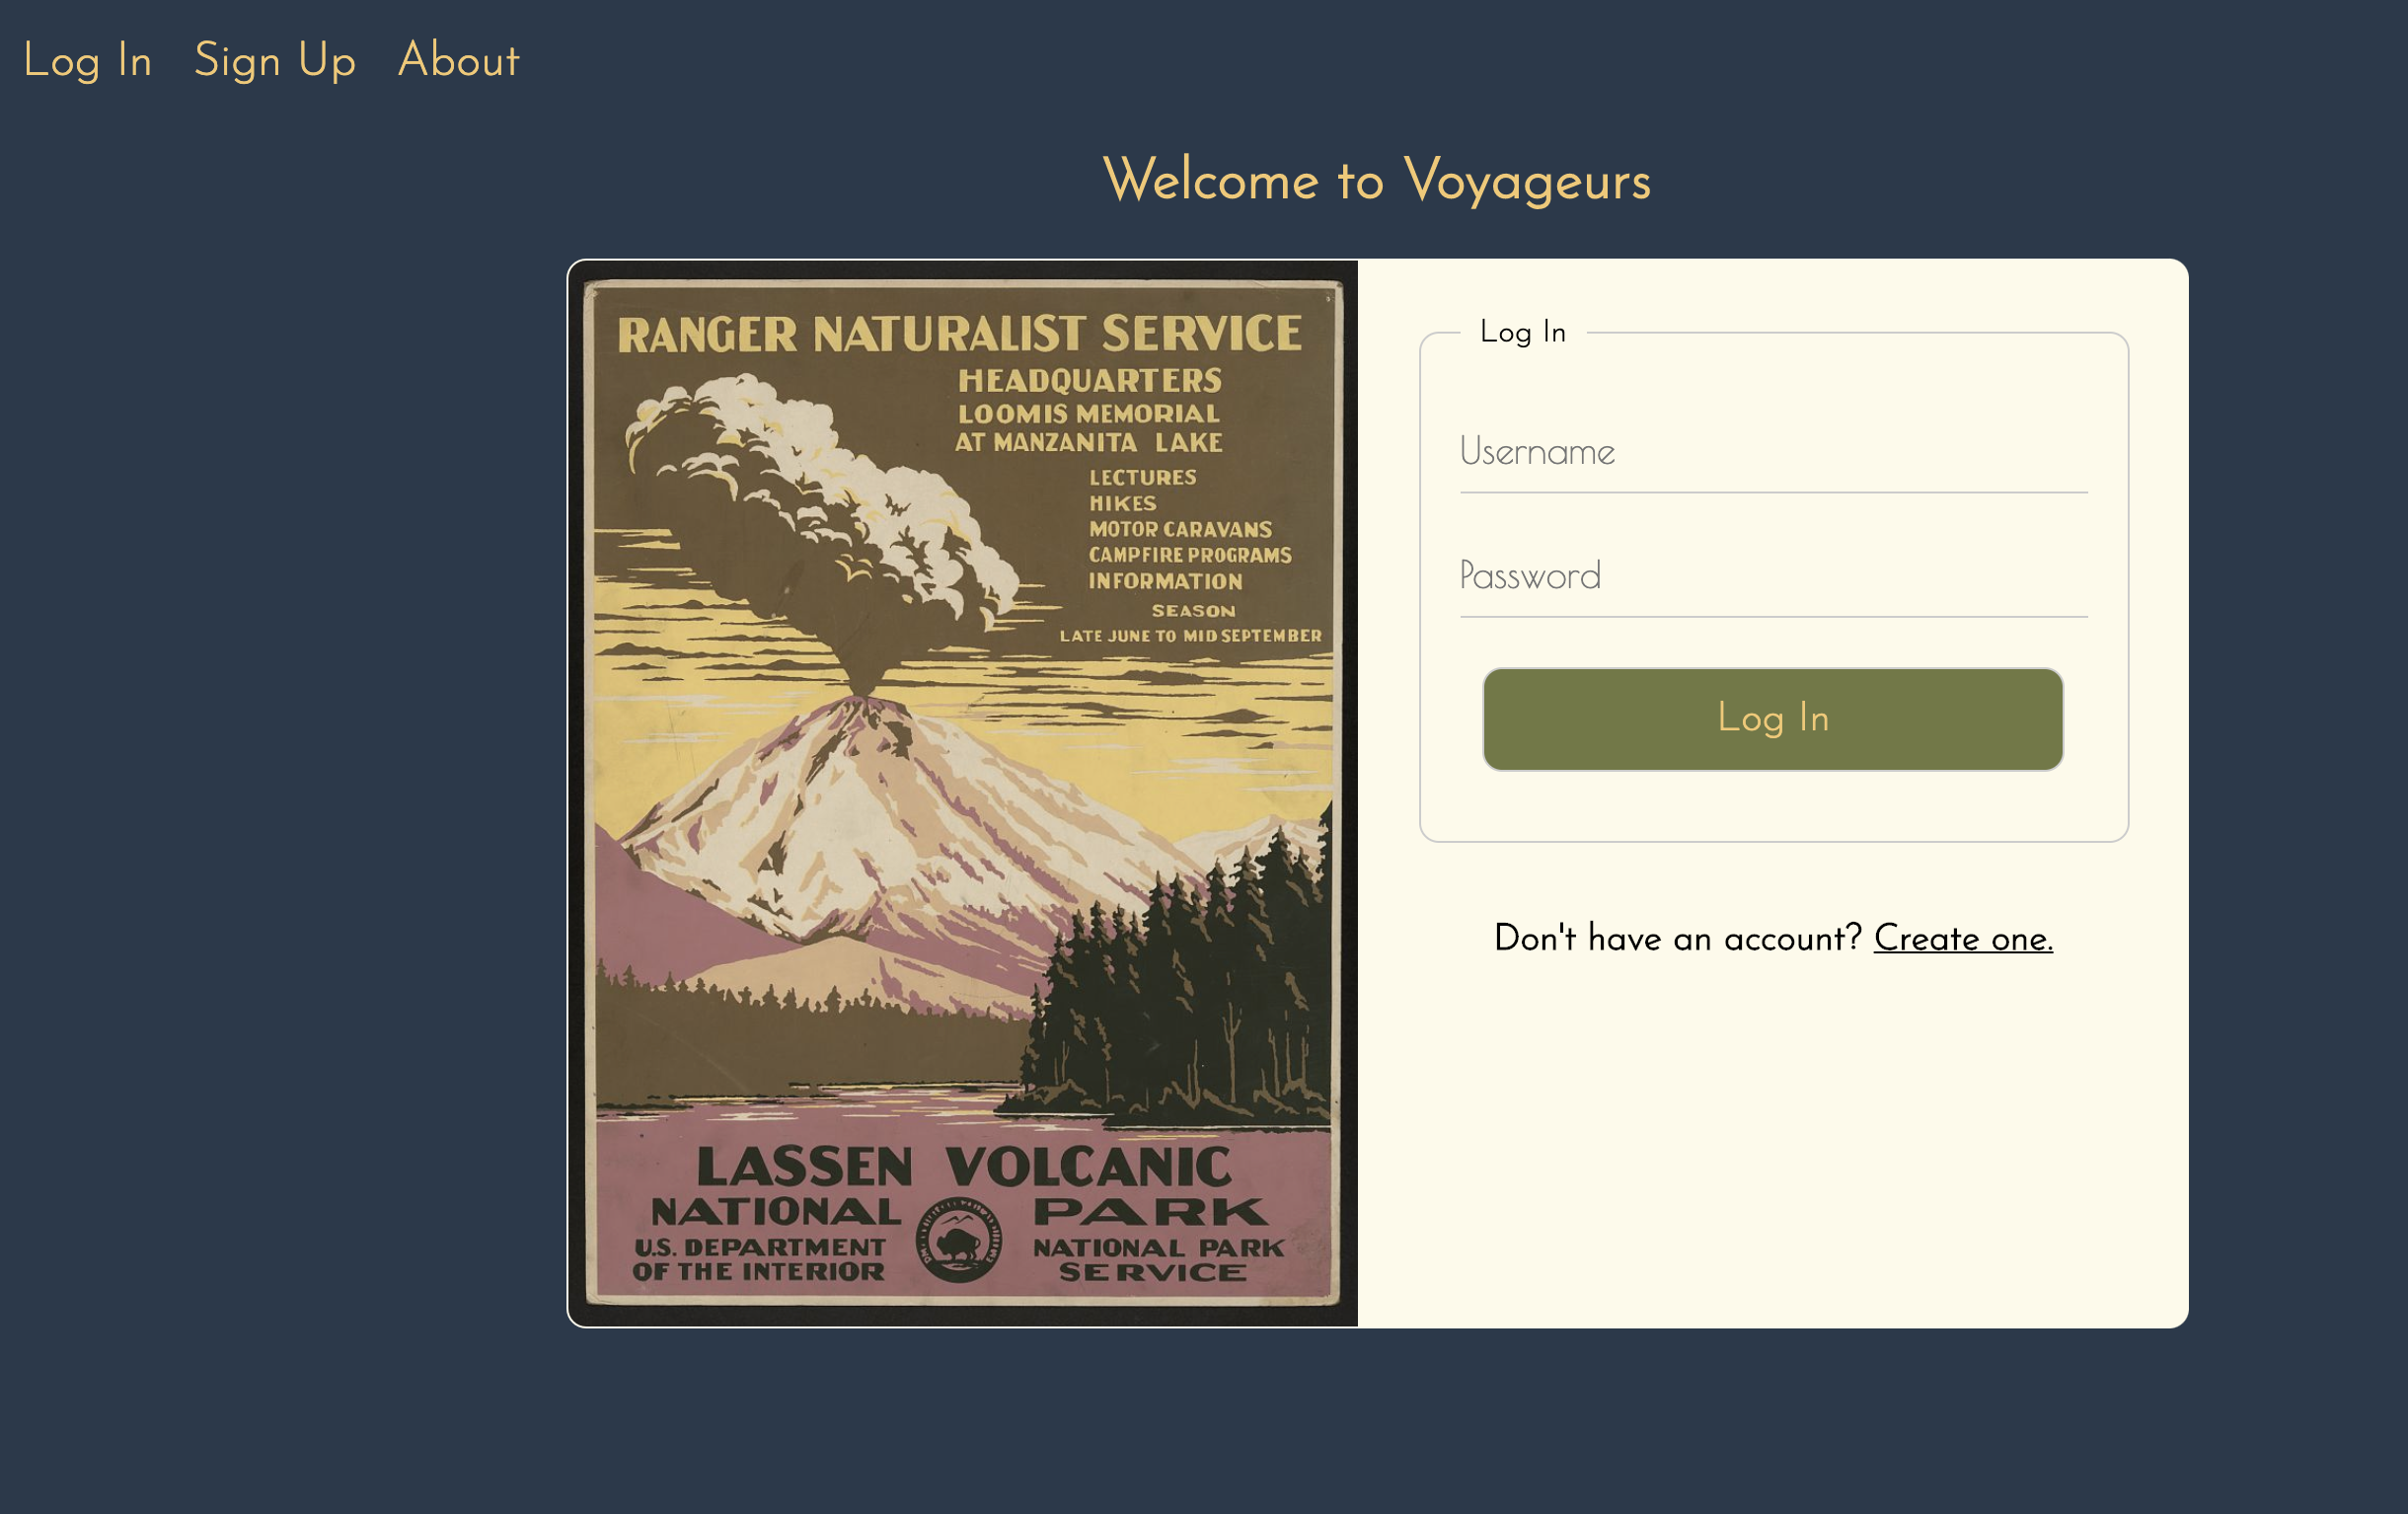 Log In Sign Up About
Welcome to Voyageurs
RANGER NATURALIST SERVICE
HEADQUARTERS
LOOMIS MEMORIAL
AT MANZANITA LAKE
LECTURES
HIKES
MOTOR CARAVANS
CAMPFIRE PROGRAMS
INFORMATION
SEASON
LATE JUNE TO MID SEPTEMBER
LASSEN VOLCANIC
NATIONAL PARK
U.S. DEPARTMENT
OF THE INTERIOR
NATIONAL PARK
SERVICE
Log In
Username
Password
Log In
Don't have an account? Create one.